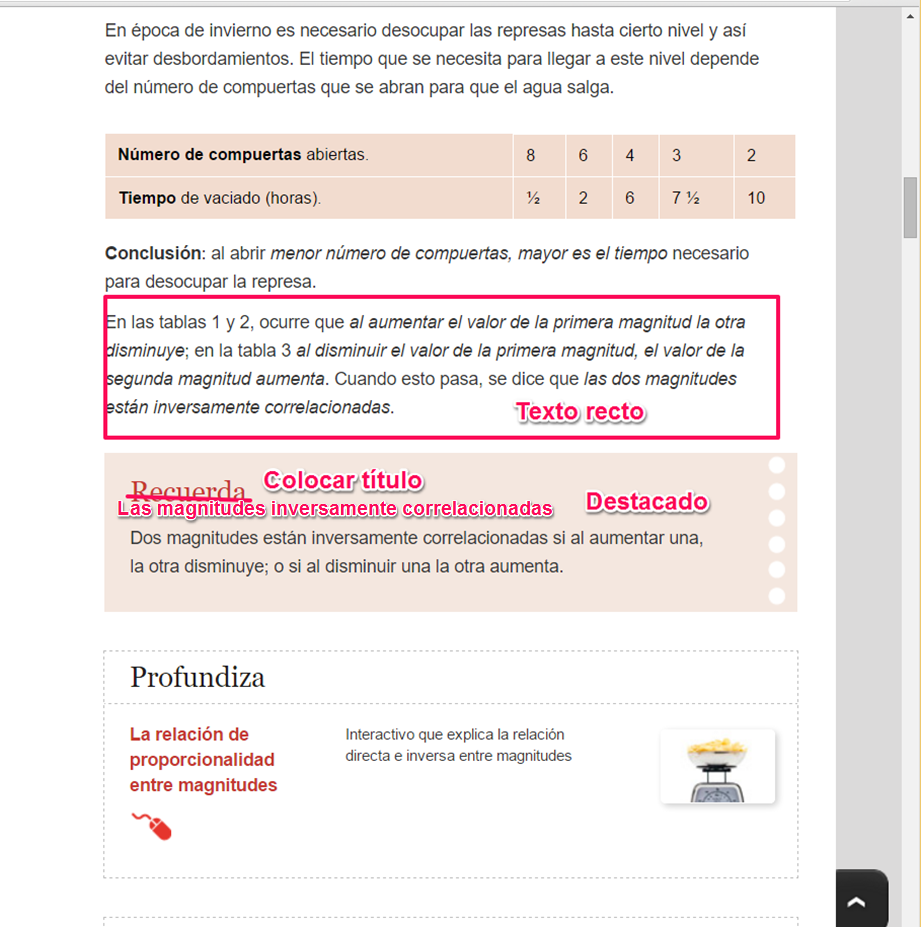 En época de invierno es necesario desocupar las represas hasta cierto nivel y así
evitar desbordamientos. El tiempo que se necesita para llegar a este nivel depende
del número de compuertas que se abran para que el agua salga.
Número de compuertas abiertas. 8 6 4 3 2
Tiempo de vaciado (horas). ½ 2 6 7 ½ 10
Conclusión: al abrir menor número de compuertas, mayor es el tiempo necesario
para desocupar la represa.
En las tablas 1 y 2, ocurre que al aumentar el valor de la primera magnitud la otra
disminuye; en la tabla 3 al disminuir el valor de la primera magnitud, el valor de la
segunda magnitud aumenta. Cuando esto pasa, se dice que las dos magnitudes
están inversamente correlacionadas.
Texto recto
Recuerda
Colocar título
Las magnitudes inversamente correlacionadas
Destacado
Dos magnitudes están inversamente correlacionadas si al aumentar una,
la otra disminuye; o si al disminuir una la otra aumenta.
Profundiza
La relación de
proporcionalidad
entre magnitudes
Interactivo que explica la relación
directa e inversa entre magnitudes